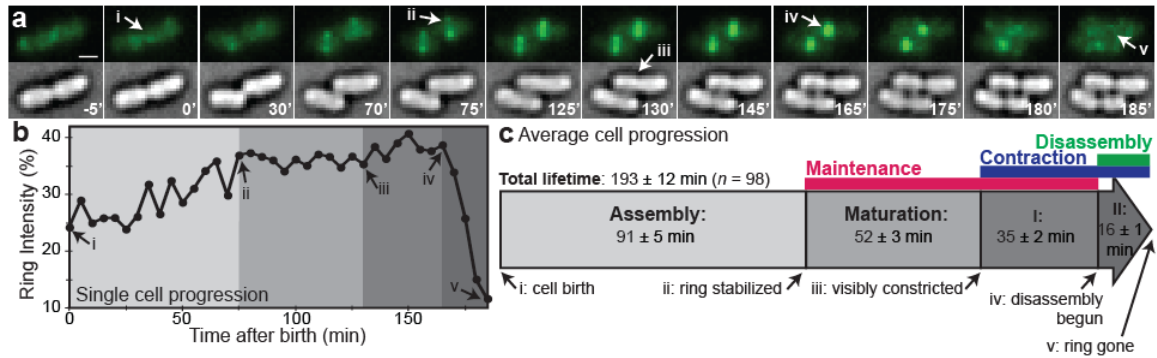 a
i
ii
iii
iv
v
-5'
0'
30'
70'
75'
125'
130'
145'
165'
175'
180'
185'
b
40
30
20
10
Ring Intensity (%)
i
ii
iii
iv
v
Single cell progression
0
50
100
150
Time after birth (min)
c Average cell progression
Disassembly
Contraction
Maintenance
Total lifetime: 193 ± 12 min (n = 98)
Assembly:
91 ± 5 min
Maturation:
52 ± 3 min
I:
35 ± 2 min
II:
16 ± 1
min
i: cell birth
ii: ring stabilized
iii: visibly constricted
iv: disassembly
begun
v: ring gone